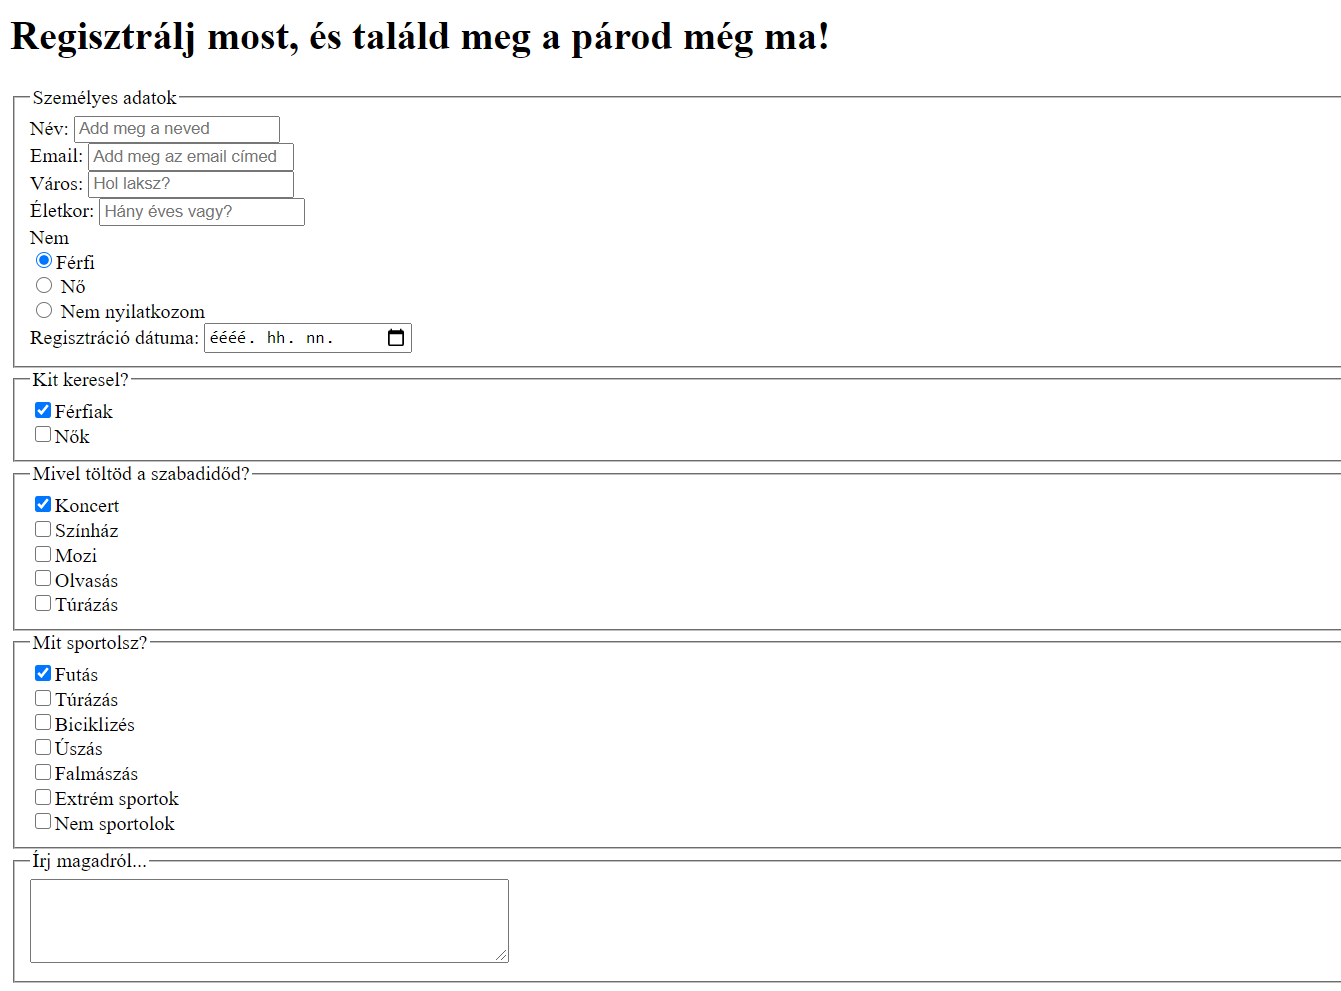 Regisztrálj most, és találd meg a párod még ma!
Személyes adatok
Név: Add meg a neved
Email: Add meg az email címed
Város: Hol laksz?
Életkor: Hány éves vagy?
Nem
Férfi
Nő
Nem nyilatkozom
Regisztráció dátuma: éééé. hh. nn.
Kit keresel?
Férfiak
Nők
Mivel töltöd a szabadidőd?
Koncert
Színház
Mozi
Olvasás
Túrázás
Mit sportolsz?
Futás
Túrázás
Biciklizés
Úszás
Falmászás
Extrém sportok
Nem sportolok
Írj magadról...